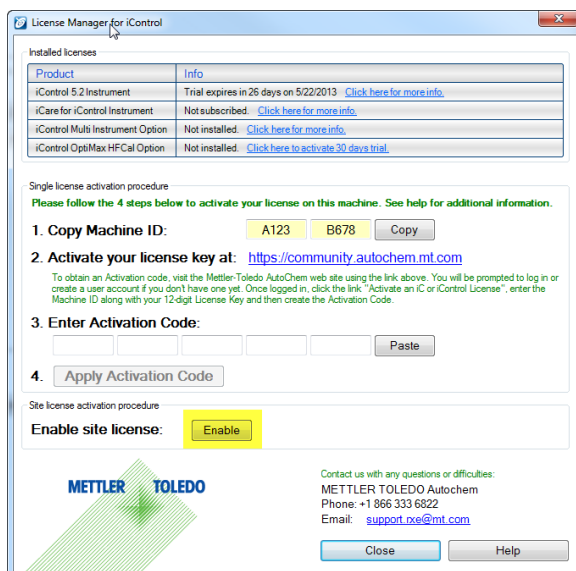 License Manager for iControl
Installed licenses
Product Info
iControl 5.2 Instrument Trial expires in 26 days on 5/22/2013 Click here for more info.
iCare for iControl Instrument Not subscribed. Click here for more info.
iControl Multi Instrument Option Not installed. Click here for more info.
iControl OptiMax HFCal Option Not installed. Click here to activate 30 days trial.
Single license activation procedure
Please follow the 4 steps below to activate your license on this machine. See help for additional information.
1. Copy Machine ID: A123 B678 Copy
2. Activate your license key at: https://community.autochem.mt.com
To obtain an Activation code, visit the Mettler-Toledo AutoChem web site using the link above. You will be prompted to log in or
create a user account if you don't have one yet. Once logged in, click the link "Activate an iC or iControl License", enter the
Machine ID along with your 12-digit License Key and then create the Activation Code.
3. Enter Activation Code:
Paste
4. Apply Activation Code
Site license activation procedure
Enable site license: Enable
METTLER TOLEDO
Contact us with any questions or difficulties:
METTLER TOLEDO Autochem
Phone: +1 866 333 6822
Email: support.rxe@mt.com
Close Help